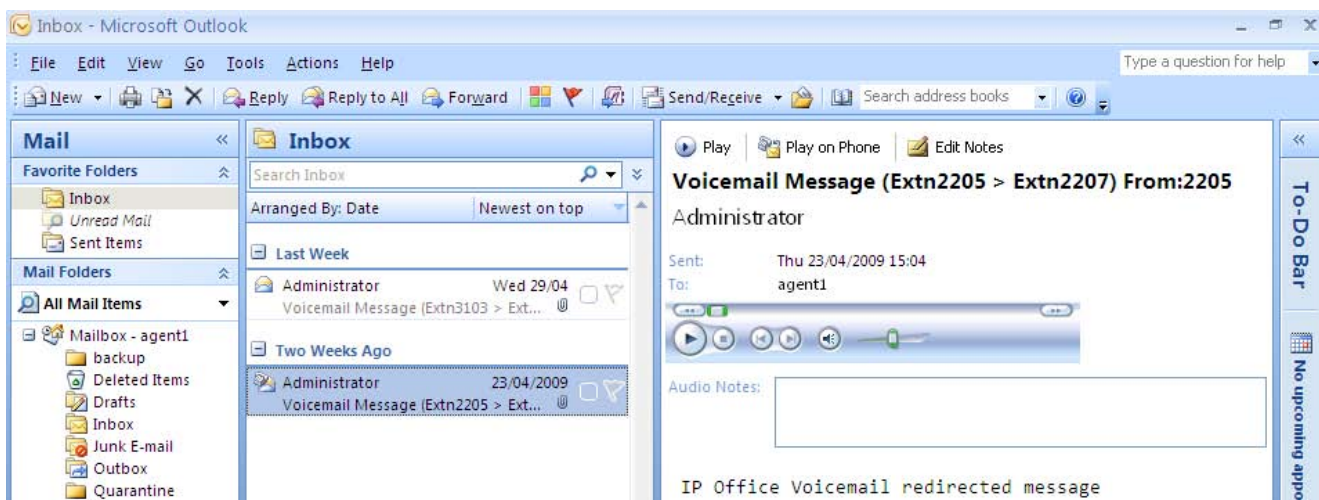 Inbox - Microsoft Outlook
File Edit View Go Tools Actions Help
Type a question for help
New Reply Reply to All Forward Send/Receive Search address books
Mail
Favorite Folders
Inbox
Unread Mail
Sent Items
Mail Folders
All Mail Items
Mailbox - agent1
backup
Deleted Items
Drafts
Inbox
Junk E-mail
Outbox
Quarantine
Inbox
Search Inbox
Arranged By: Date Newest on top
Last Week
Administrator Wed 29/04
Voicemail Message (Extn3103 > Ext...
Two Weeks Ago
Administrator 23/04/2009
Voicemail Message (Extn2205 > Ext...
Play Play on Phone Edit Notes
Voicemail Message (Extn2205 > Extn2207) From:2205
Administrator
Sent: Thu 23/04/2009 15:04
To: agent1
Audio Notes:
IP Office Voicemail redirected message
To-Do Bar
No upcoming appo